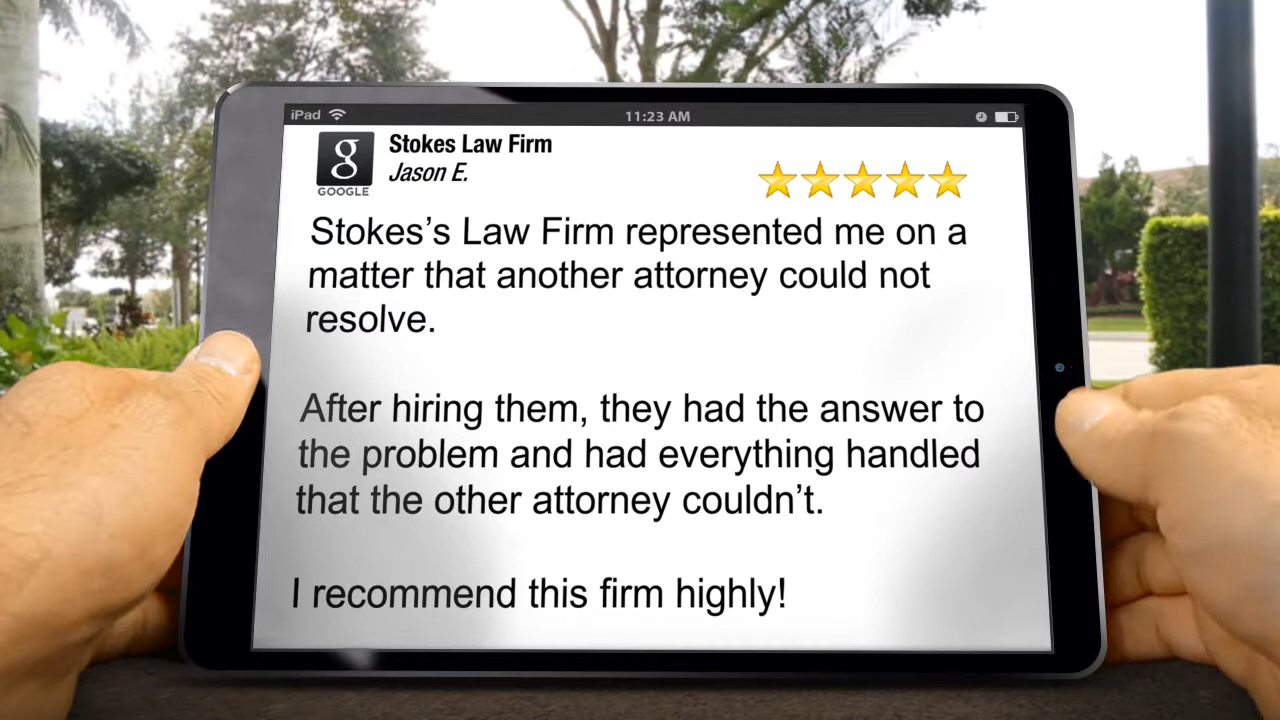 iPad 11:23 AM
g
GOOGLE
Stokes Law Firm
Jason E.
Stokes's Law Firm represented me on a
matter that another attorney could not
resolve.
After hiring them, they had the answer to
the problem and had everything handled
that the other attorney couldn't.
I recommend this firm highly!